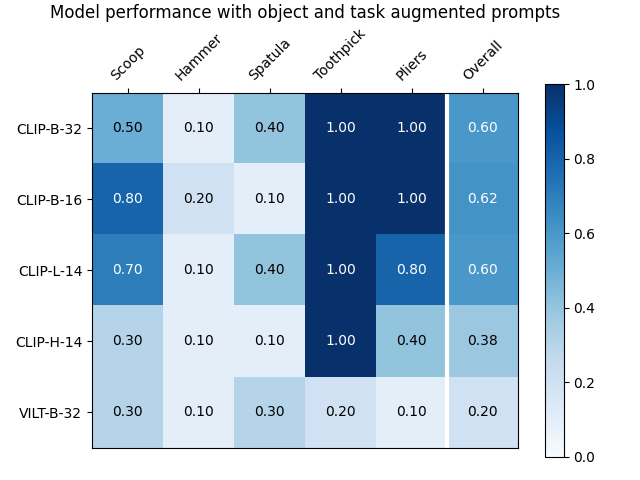 Model performance with object and task augmented prompts
Scoop Hammer Spatula Toothpick Pliers Overall
CLIP-B-32 0.50 0.10 0.40 1.00 1.00 0.60
CLIP-B-16 0.80 0.20 0.10 1.00 1.00 0.62
CLIP-L-14 0.70 0.10 0.40 1.00 0.80 0.60
CLIP-H-14 0.30 0.10 0.10 1.00 0.40 0.38
VILT-B-32 0.30 0.10 0.30 0.20 0.10 0.20
1.0
0.8
0.6
0.4
0.2
0.0